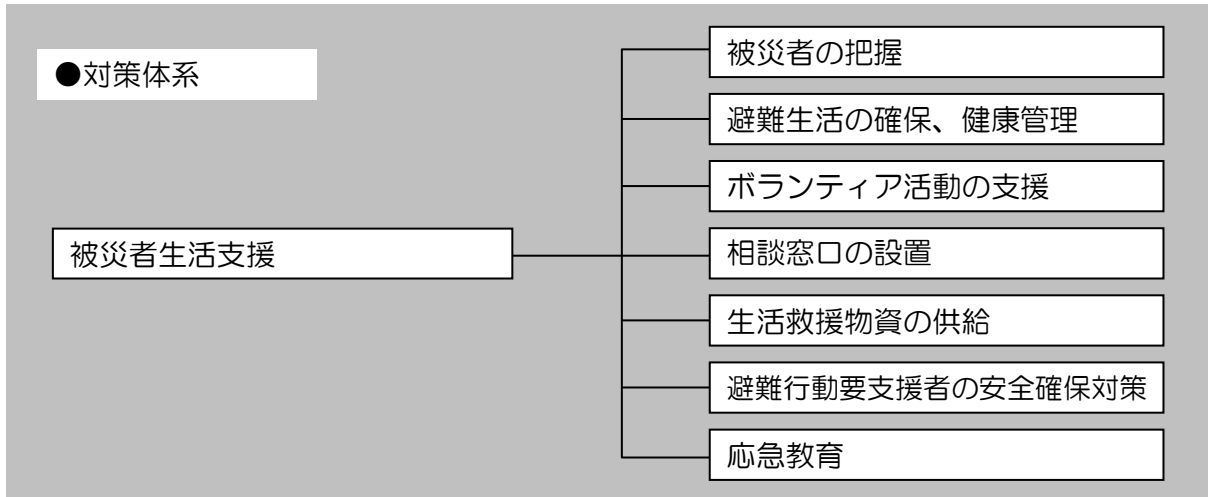 ●対策体系
被災者生活支援
被災者の把握
避難生活の確保、健康管理
ボランティア活動の支援
相談窓口の設置
生活救援物資の供給
避難行動要支援者の安全確保対策
応急教育